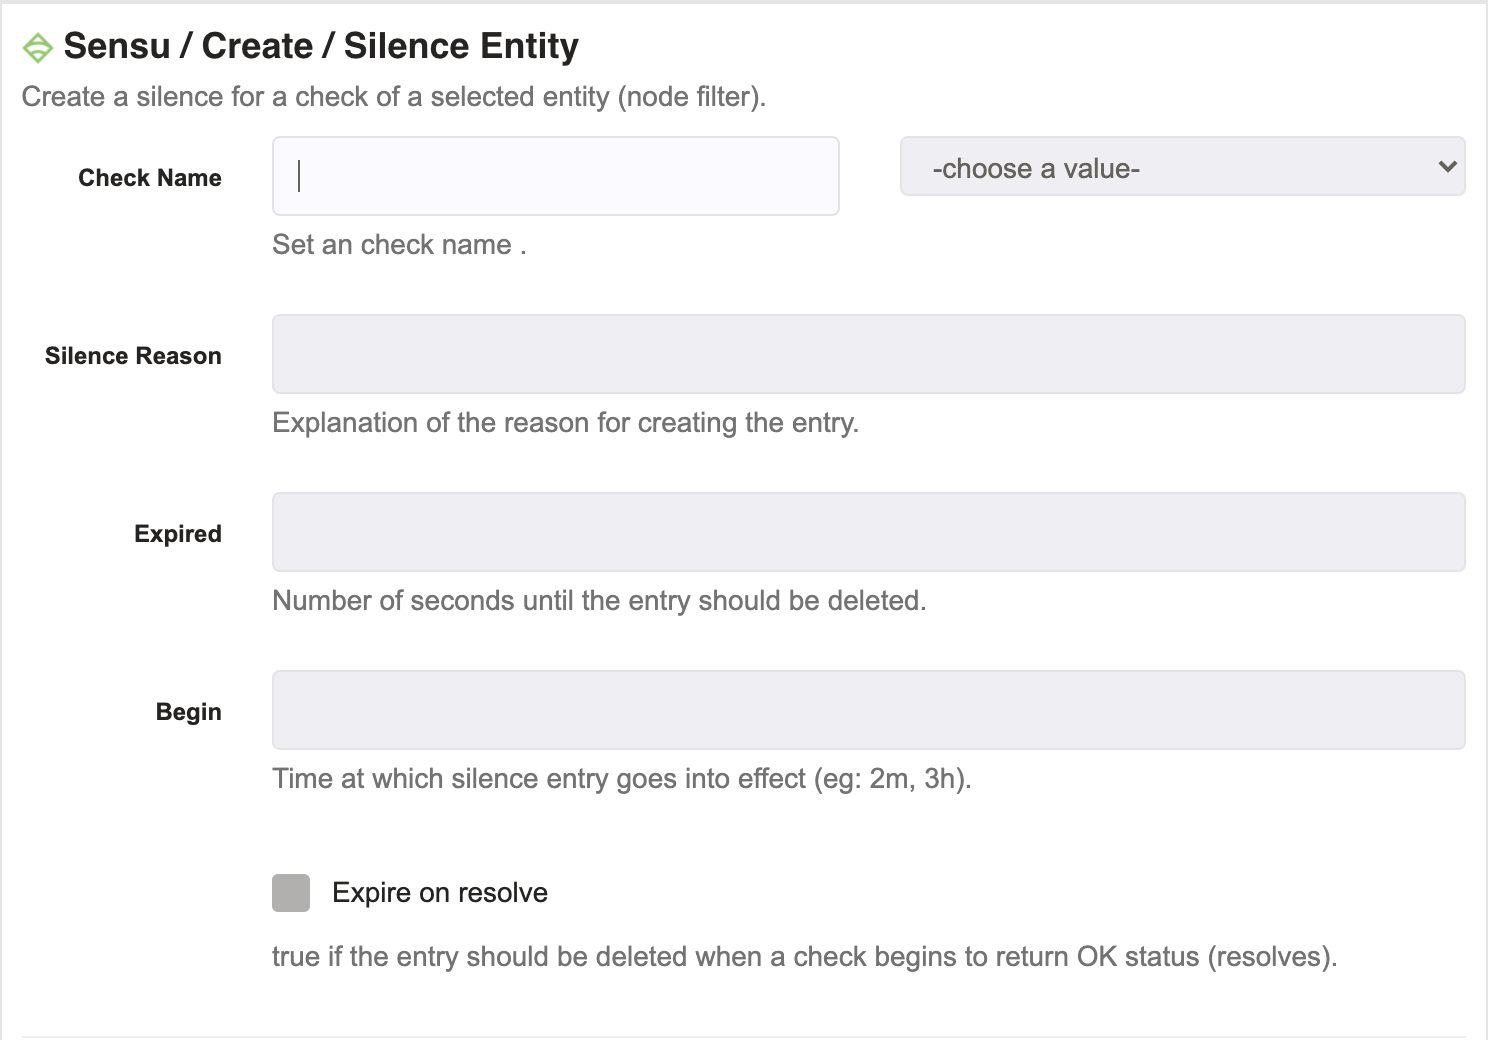 Sensu / Create / Silence Entity
Create a silence for a check of a selected entity (node filter).
Check Name
-choose a value-
Set an check name .
Silence Reason
Explanation of the reason for creating the entry.
Expired
Number of seconds until the entry should be deleted.
Begin
Time at which silence entry goes into effect (eg: 2m, 3h).
Expire on resolve
true if the entry should be deleted when a check begins to return OK status (resolves).